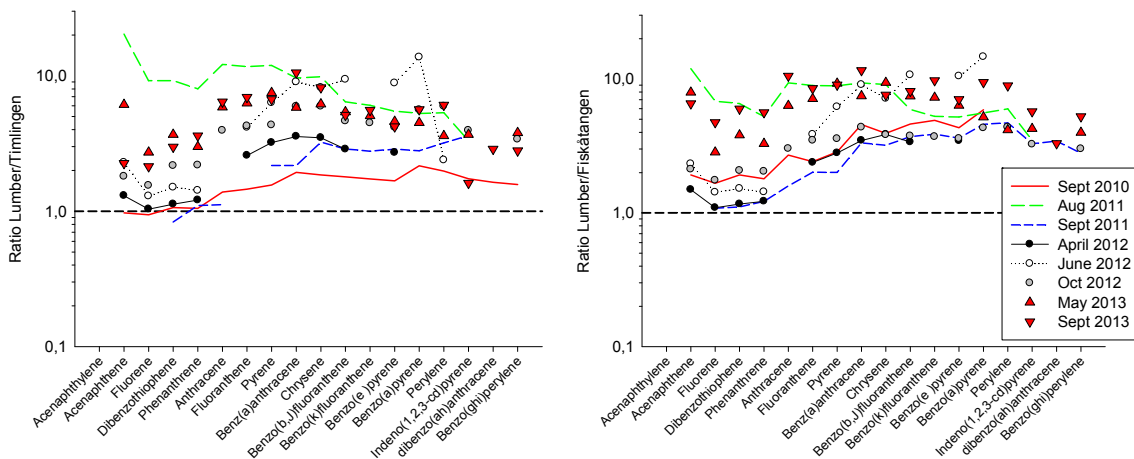 Ratio Lumber/Timlingen
10,0
1,0
0,1
Acenaphthylene
Acenaphthene
Fluorene
Dibenzothiophene
Phenanthrene
Anthracene
Fluoranthene
Pyrene
Benz(a)anthracene
Chrysene
Benzo(b,J)fluoranthene
Benzo(k)fluoranthene
Benzo(e )pyrene
Benzo(a)pyrene
Perylene
Indeno(1,2,3-cd)pyrene
dibenzo(ah)anthracene
Benzo(ghi)perylene
Ratio Lumber/Fiskåtangen
10,0
1,0
0,1
Acenaphthylene
Acenaphthene
Fluorene
Dibenzothiophene
Phenanthrene
Anthracene
Fluoranthene
Pyrene
Benz(a)anthracene
Chrysene
Benzo(b,J)fluoranthene
Benzo(k)fluoranthene
Benzo(e )pyrene
Benzo(a)pyrene
Perylene
Indeno(1,2,3-cd)pyrene
dibenzo(ah)anthracene
Benzo(ghi)perylene
Sept 2010
Aug 2011
Sept 2011
April 2012
June 2012
Oct 2012
May 2013
Sept 2013